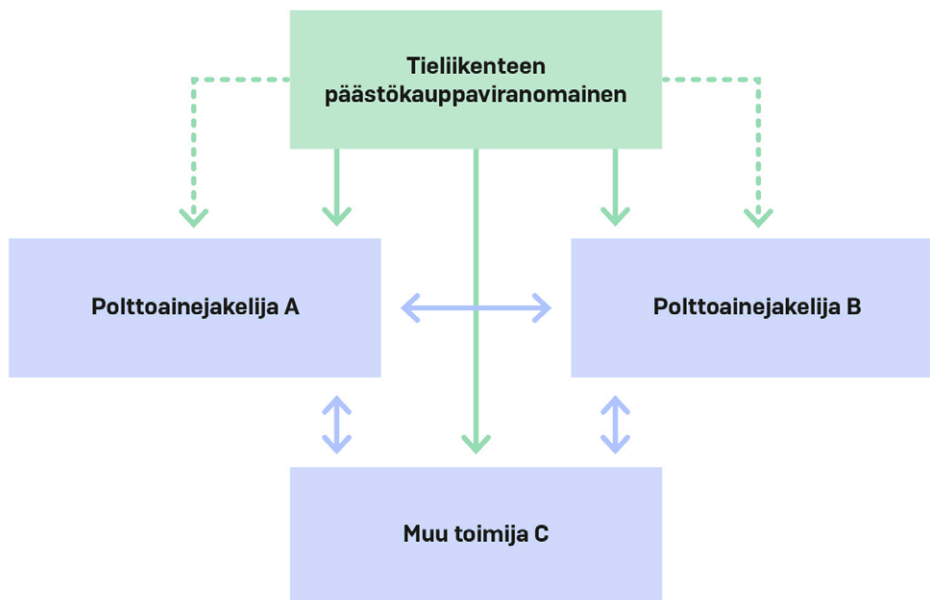 Tieliikenteen
päästökauppaviranomainen
Polttoainejakelija A
Polttoainejakelija B
Muu toimija C